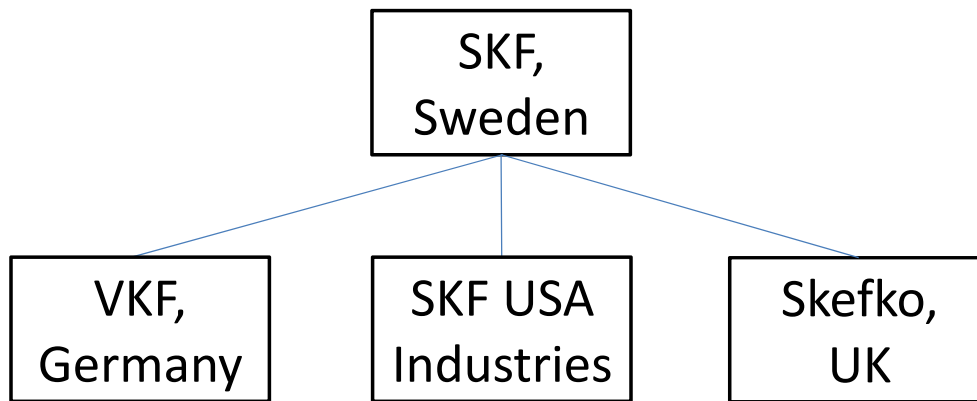 SKF,
Sweden
VKF,
Germany
SKF USA
Industries
Skefko,
UK